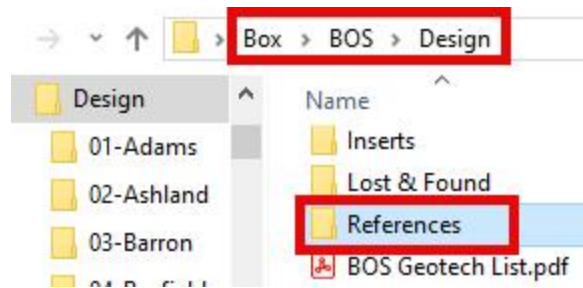 Box > BOS > Design
Design
01-Adams
02-Ashland
03-Barron
Name
Inserts
Lost & Found
References
BOS Geotech List.pdf